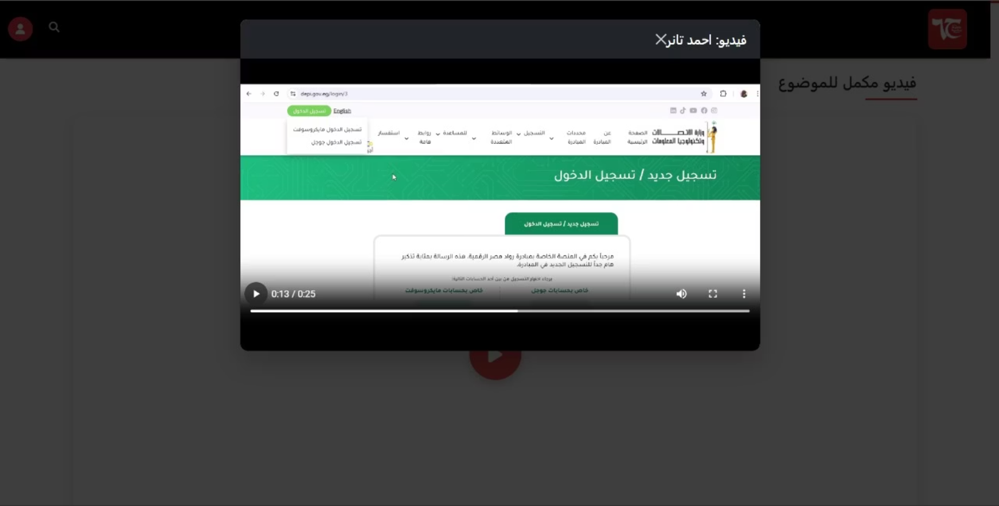 فيديو: احمد تانر
فيديو مكمل للموضوع
depi.gov.eg/login/3
تسجيل الدخول
English
تسجيل الدخول مايكروسوفت
تسجيل الدخول جوجل
وزارة الاتصــــالات
وتكنولوجيا المعلومات
الصفحة الرئيسية
عن المبادرة
محددات المبادرة
التسجيل
الوسائط المتعددة
للمساعدة
روابط هامة
استفسار
تسجيل جديد / تسجيل الدخول
تسجيل جديد / تسجيل الدخول
مرحباً بكم في المنصة الخاصة بمبادرة رواد مصر الرقمية. هذه الرسالة بمثابة تذكير
هام جداً للتسجيل الجديد في المبادرة.
برجاء اختيار التسجيل من بين أحد الحسابات التالية:
خاص بحسابات جوجل
خاص بحسابات مايكروسوفت
0:13 / 0:25